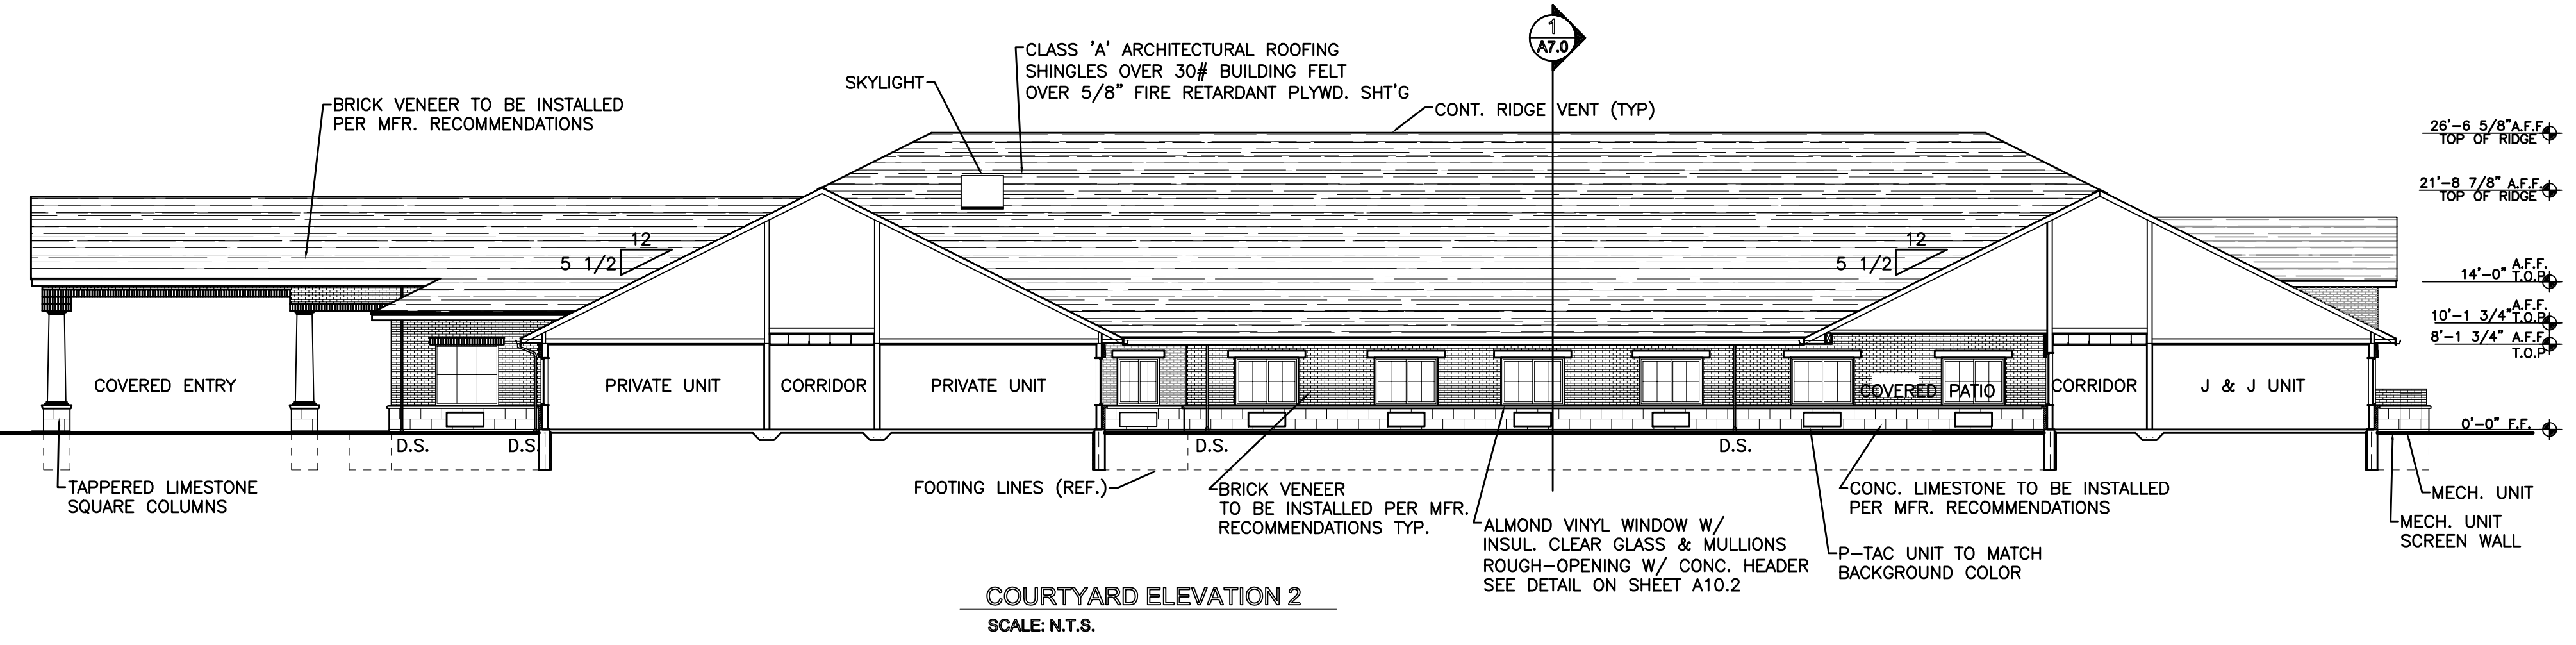 1
A7.0
CLASS 'A' ARCHITECTURAL ROOFING
SHINGLES OVER 30# BUILDING FELT
OVER 5/8" FIRE RETARDANT PLYWD. SHT'G
SKYLIGHT
BRICK VENEER TO BE INSTALLED
PER MFR. RECOMMENDATIONS
CONT. RIDGE VENT (TYP)
26'-6 5/8"A.F.F.
TOP OF RIDGE
21'-8 7/8" A.F.F.
TOP OF RIDGE
12
5 1/2
12
5 1/2
A.F.F.
14'-0" T.O.P.
A.F.F.
10'-1 3/4"T.O.P.
8'-1 3/4" A.F.F.
T.O.P
COVERED ENTRY
PRIVATE UNIT
CORRIDOR
PRIVATE UNIT
COVERED PATIO
CORRIDOR
J & J UNIT
0'-0" F.F.
D.S.
D.S.
D.S.
D.S.
TAPPERED LIMESTONE
SQUARE COLUMNS
FOOTING LINES (REF.)
BRICK VENEER
TO BE INSTALLED PER MFR.
RECOMMENDATIONS TYP.
ALMOND VINYL WINDOW W/
INSUL. CLEAR GLASS & MULLIONS
ROUGH-OPENING W/ CONC. HEADER
SEE DETAIL ON SHEET A10.2
CONC. LIMESTONE TO BE INSTALLED
PER MFR. RECOMMENDATIONS
P-TAC UNIT TO MATCH
BACKGROUND COLOR
MECH. UNIT
MECH. UNIT
SCREEN WALL
COURTYARD ELEVATION 2
SCALE: N.T.S.